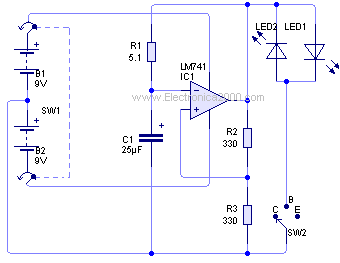 LED2 LED1
R1
5.1
LM741
IC1
B1
9V
www.Electronica2000.com
SW1
R2
330
C1
25µF
B2
9V
R3
330
B
C E
SW2